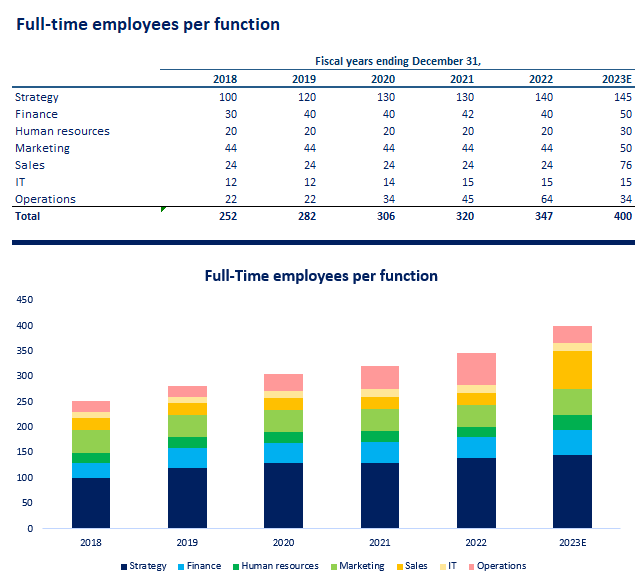 Full-time employees per function
Fiscal years ending December 31,
2018 2019 2020 2021 2022 2023E
Strategy 100 120 130 130 140 145
Finance 30 40 40 42 40 50
Human resources 20 20 20 20 20 30
Marketing 44 44 44 44 44 50
Sales 24 24 24 24 24 76
IT 12 12 14 15 15 15
Operations 22 22 34 45 64 34
Total 252 282 306 320 347 400
Full-Time employees per function
450
400
350
300
250
200
150
100
50
0
2018 2019 2020 2021 2022 2023E
Strategy Finance Human resources Marketing Sales IT Operations